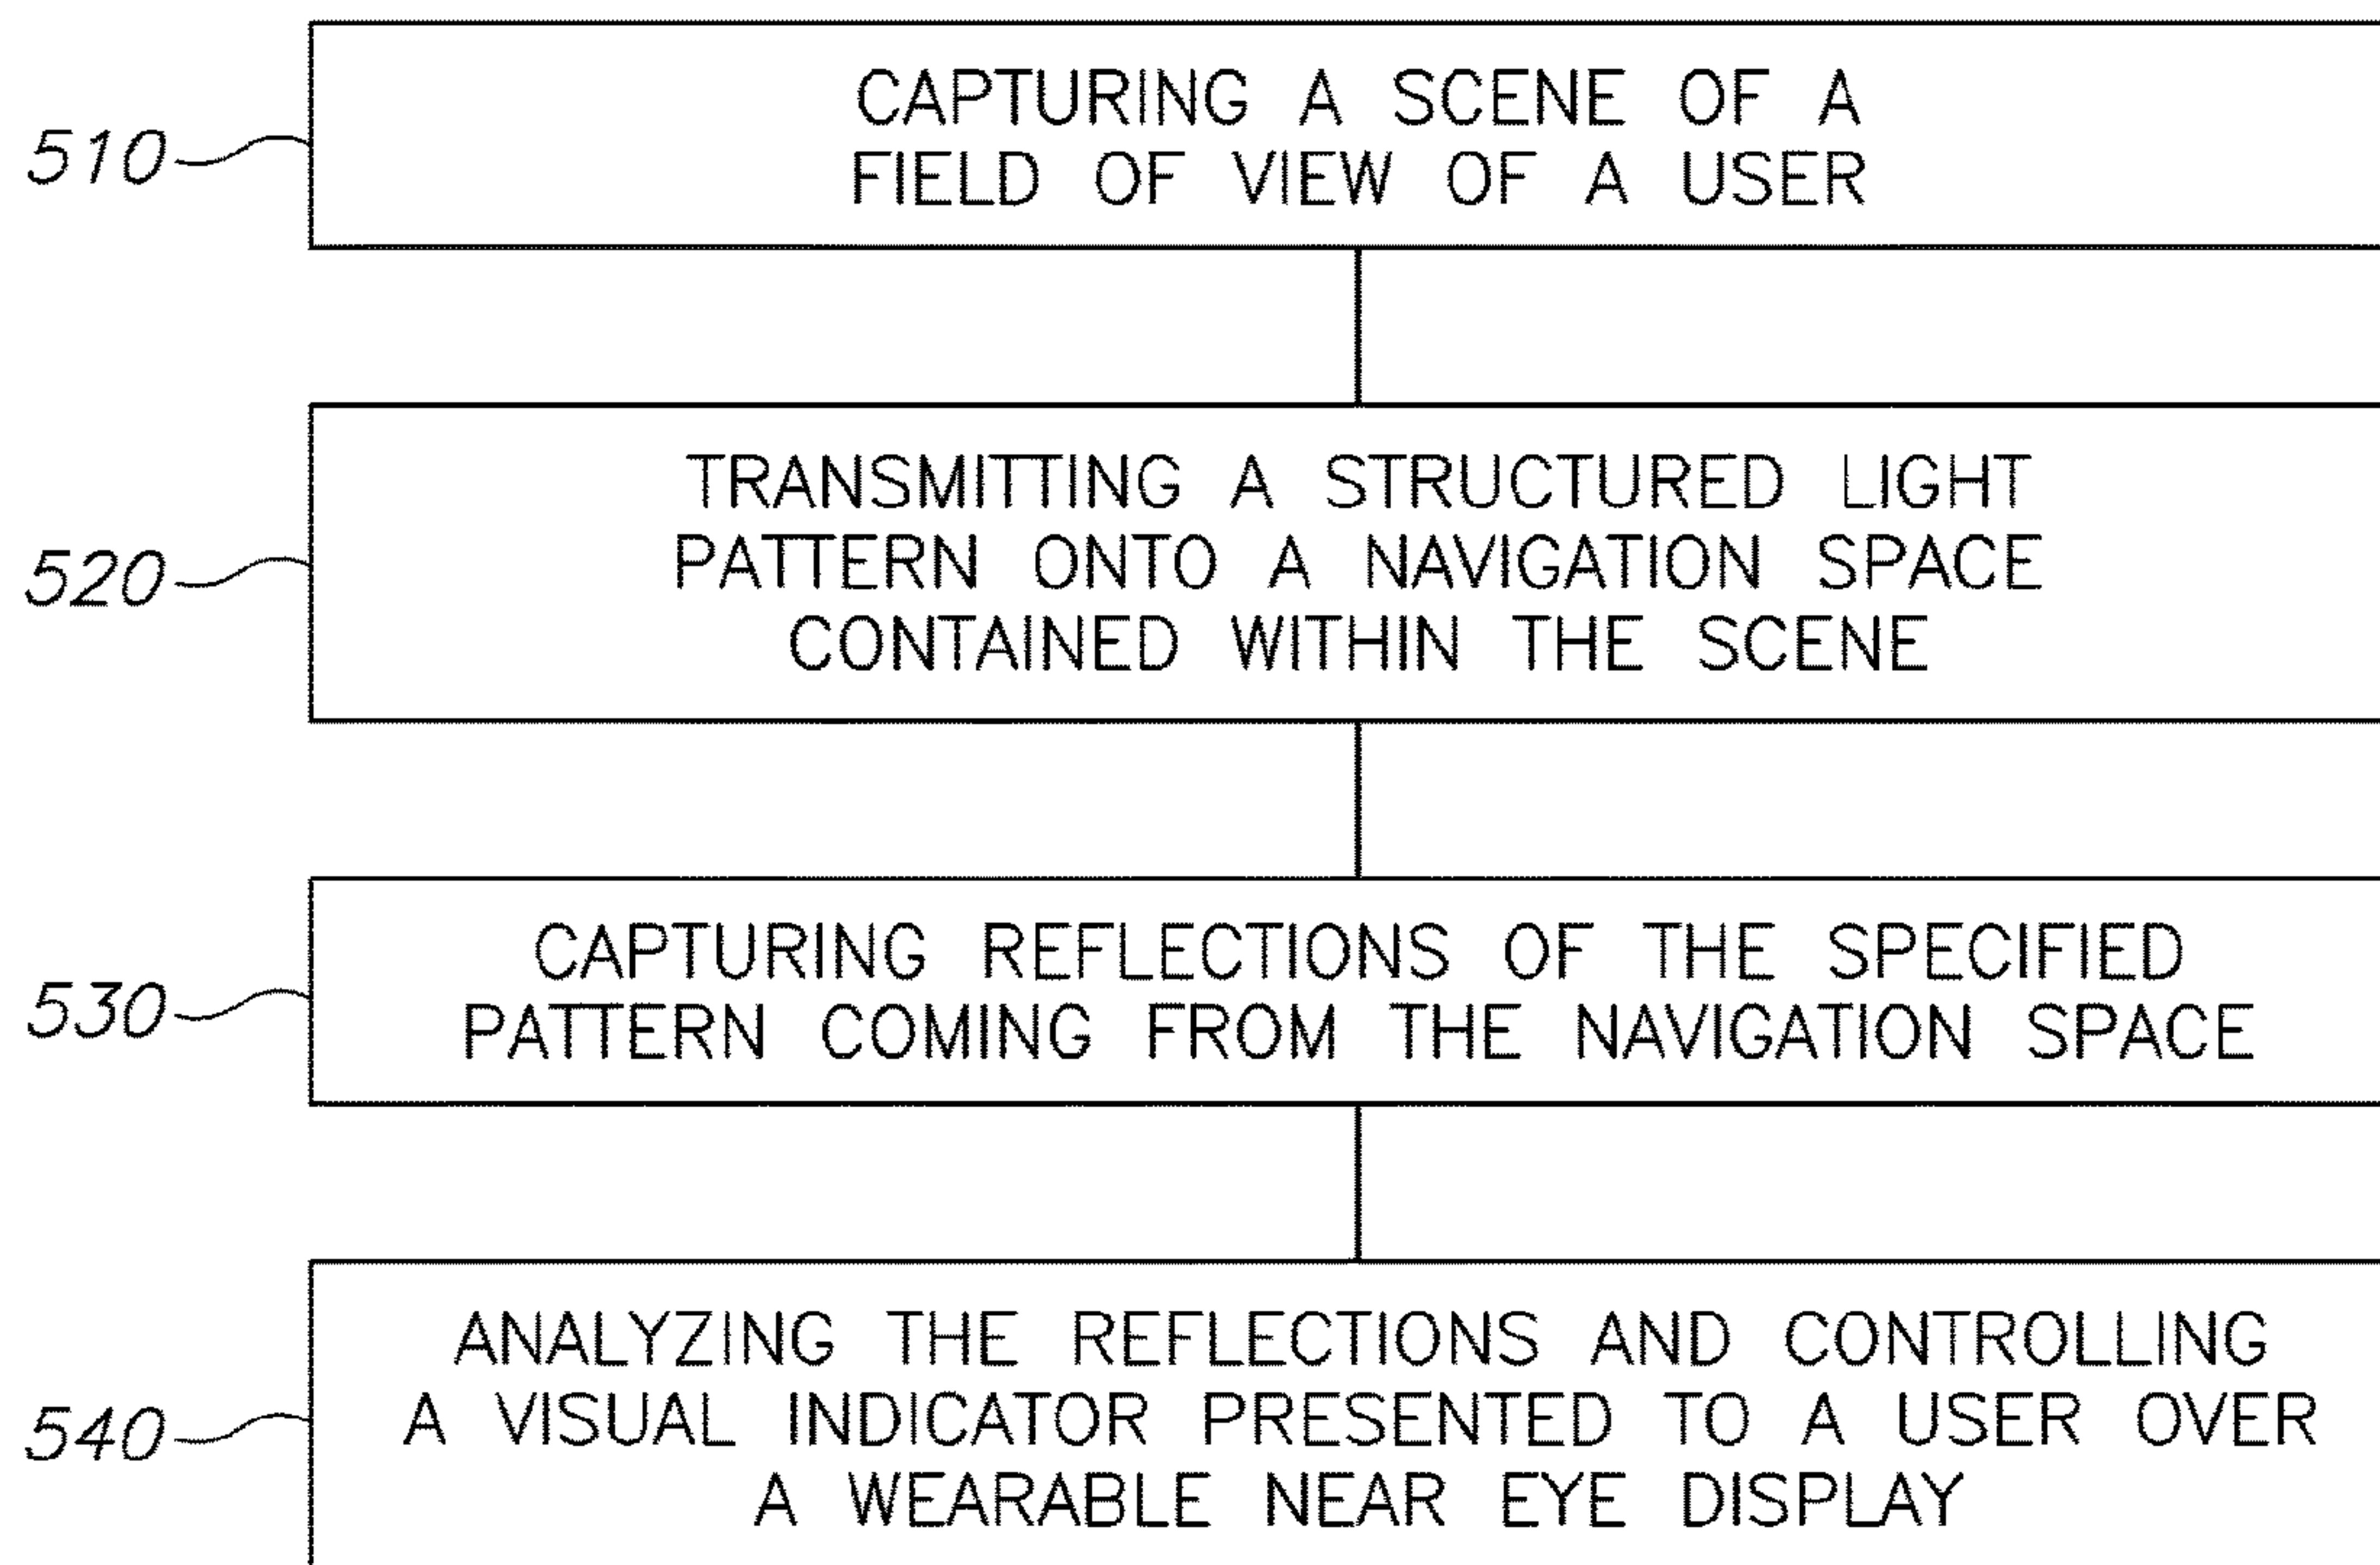 510
CAPTURING A SCENE OF A
FIELD OF VIEW OF A USER
520
TRANSMITTING A STRUCTURED LIGHT
PATTERN ONTO A NAVIGATION SPACE
CONTAINED WITHIN THE SCENE
530
CAPTURING REFLECTIONS OF THE SPECIFIED
PATTERN COMING FROM THE NAVIGATION SPACE
540
ANALYZING THE REFLECTIONS AND CONTROLLING
A VISUAL INDICATOR PRESENTED TO A USER OVER
A WEARABLE NEAR EYE DISPLAY